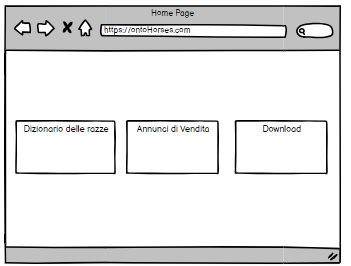 Home Page
https://ontoHorses.com
Dizionario delle razze
Annunci di Vendita
Download